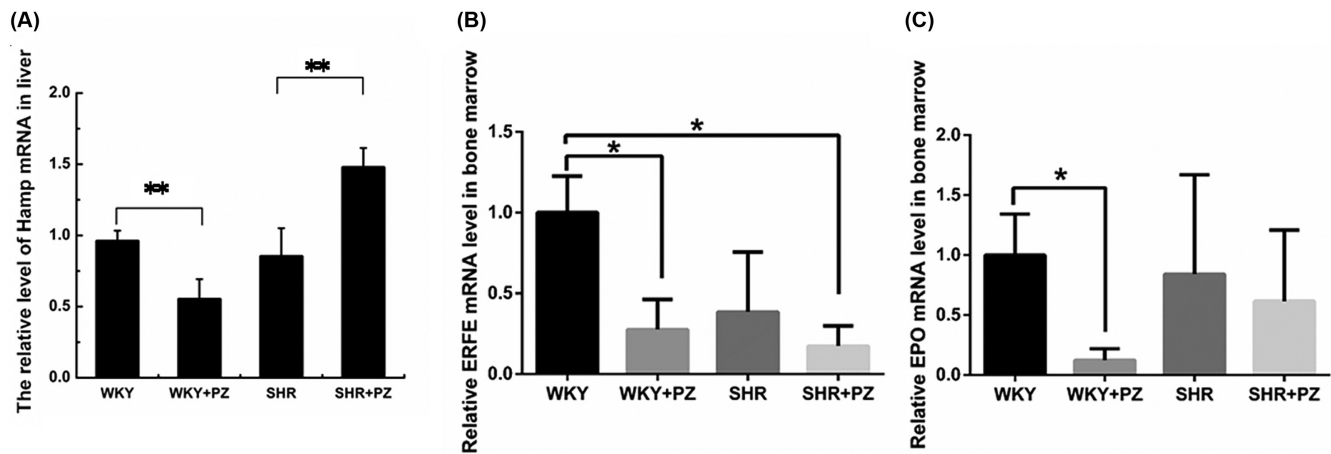 (A)
The relative level of Hamp mRNA in liver
2.0
1.5
1.0
0.5
0.0
**
**
WKY
WKY+PZ
SHR
SHR+PZ
(B)
Relative ERFE mRNA level in bone marrow
1.5
1.0
0.5
0.0
*
*
WKY
WKY+PZ
SHR
SHR+PZ
(C)
Relative EPO mRNA level in bone marrow
2.0
1.5
1.0
0.5
0.0
*
WKY
WKY+PZ
SHR
SHR+PZ